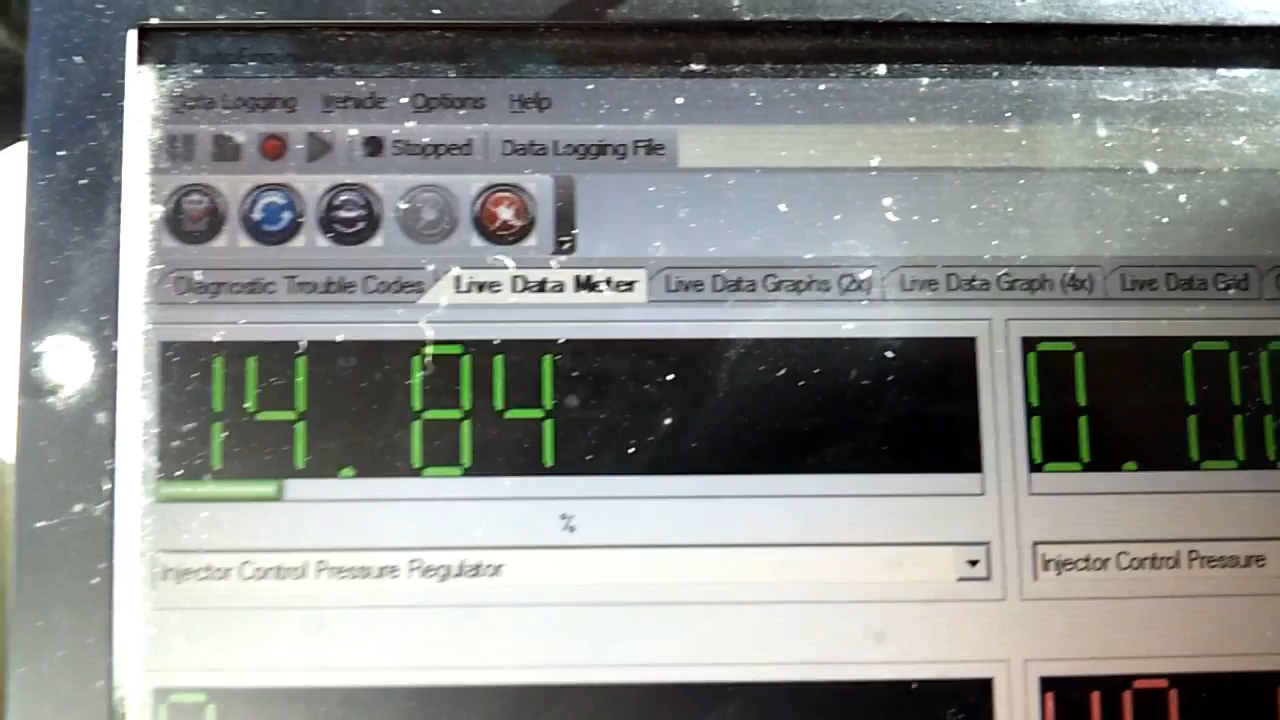 Data Logging Vehicle Options Help
Stopped Data Logging File
Diagnostic Trouble Codes Live Data Meter Live Data Graphs (2x) Live Data Graph (4x) Live Data Grid
14.84 0.0
%
Injector Control Pressure Regulator Injector Control Pressure